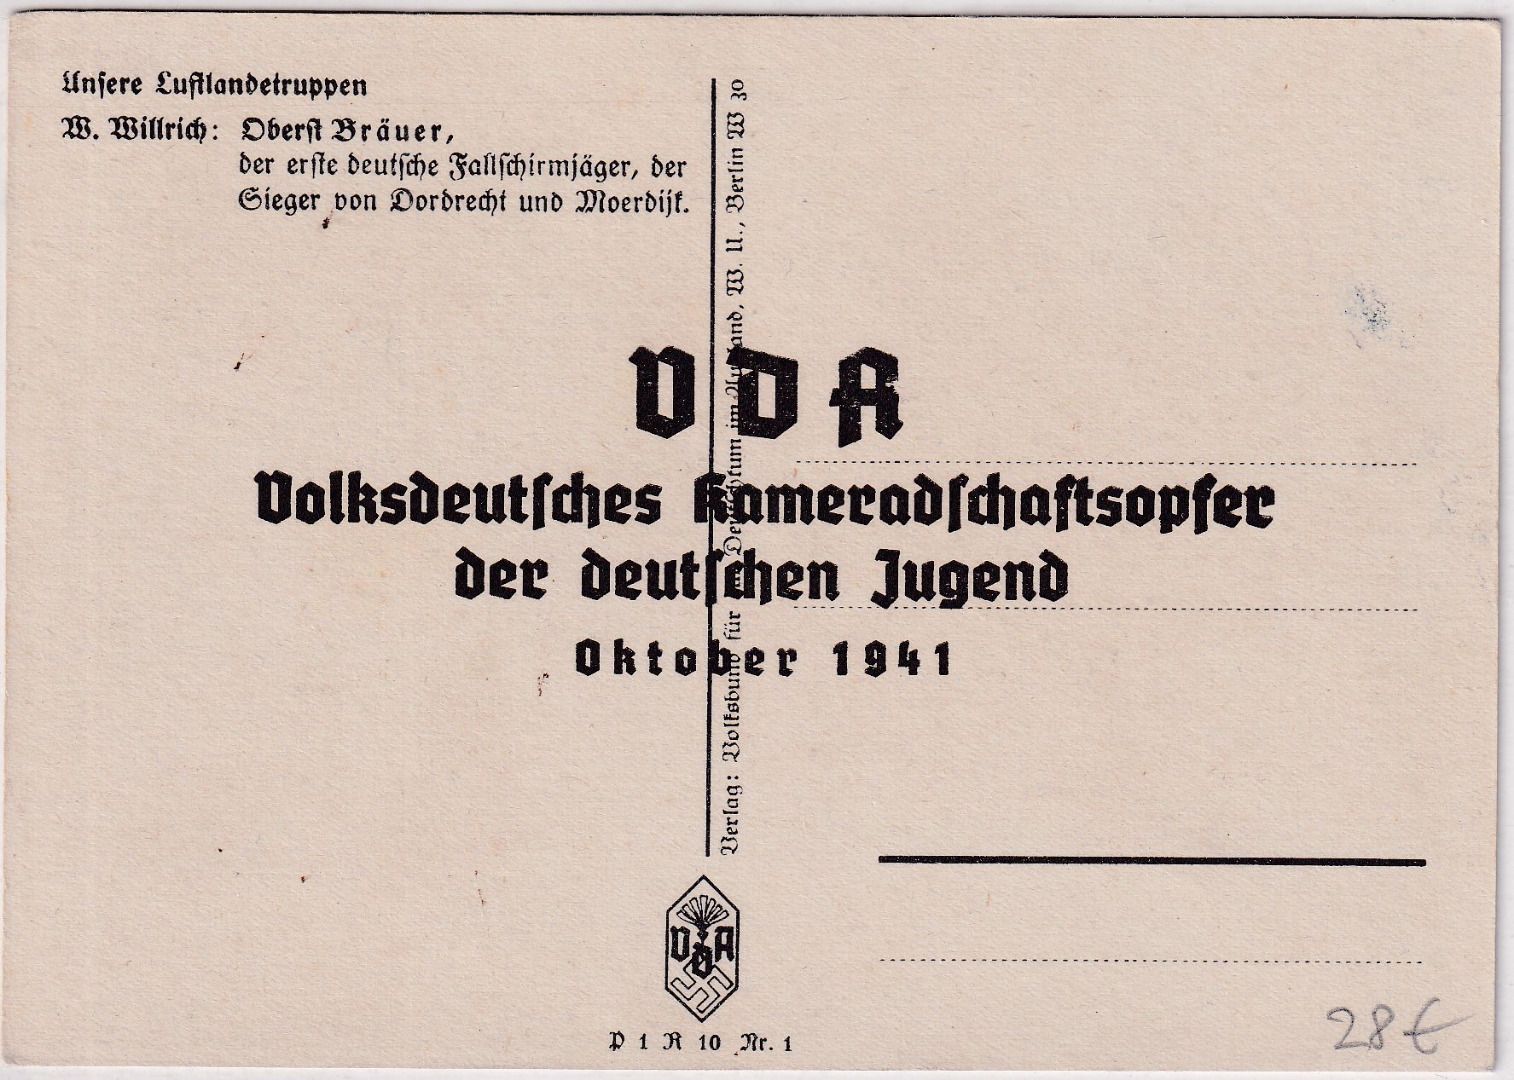 Unsere Luftlandetruppen
W. Willrich: Oberst Bräuer,
der erste deutsche Fallschirmjäger, der
Sieger von Dordrecht und Moerdijk.
Verlag: Volksbund für das Deutschtum im Ausland, W. U., Berlin W 30
VDA
Volksdeutsches Kameradschaftsopfer
der deutschen Jugend
Oktober 1941
VDA
P 1 R 10 Nr. 1
28€